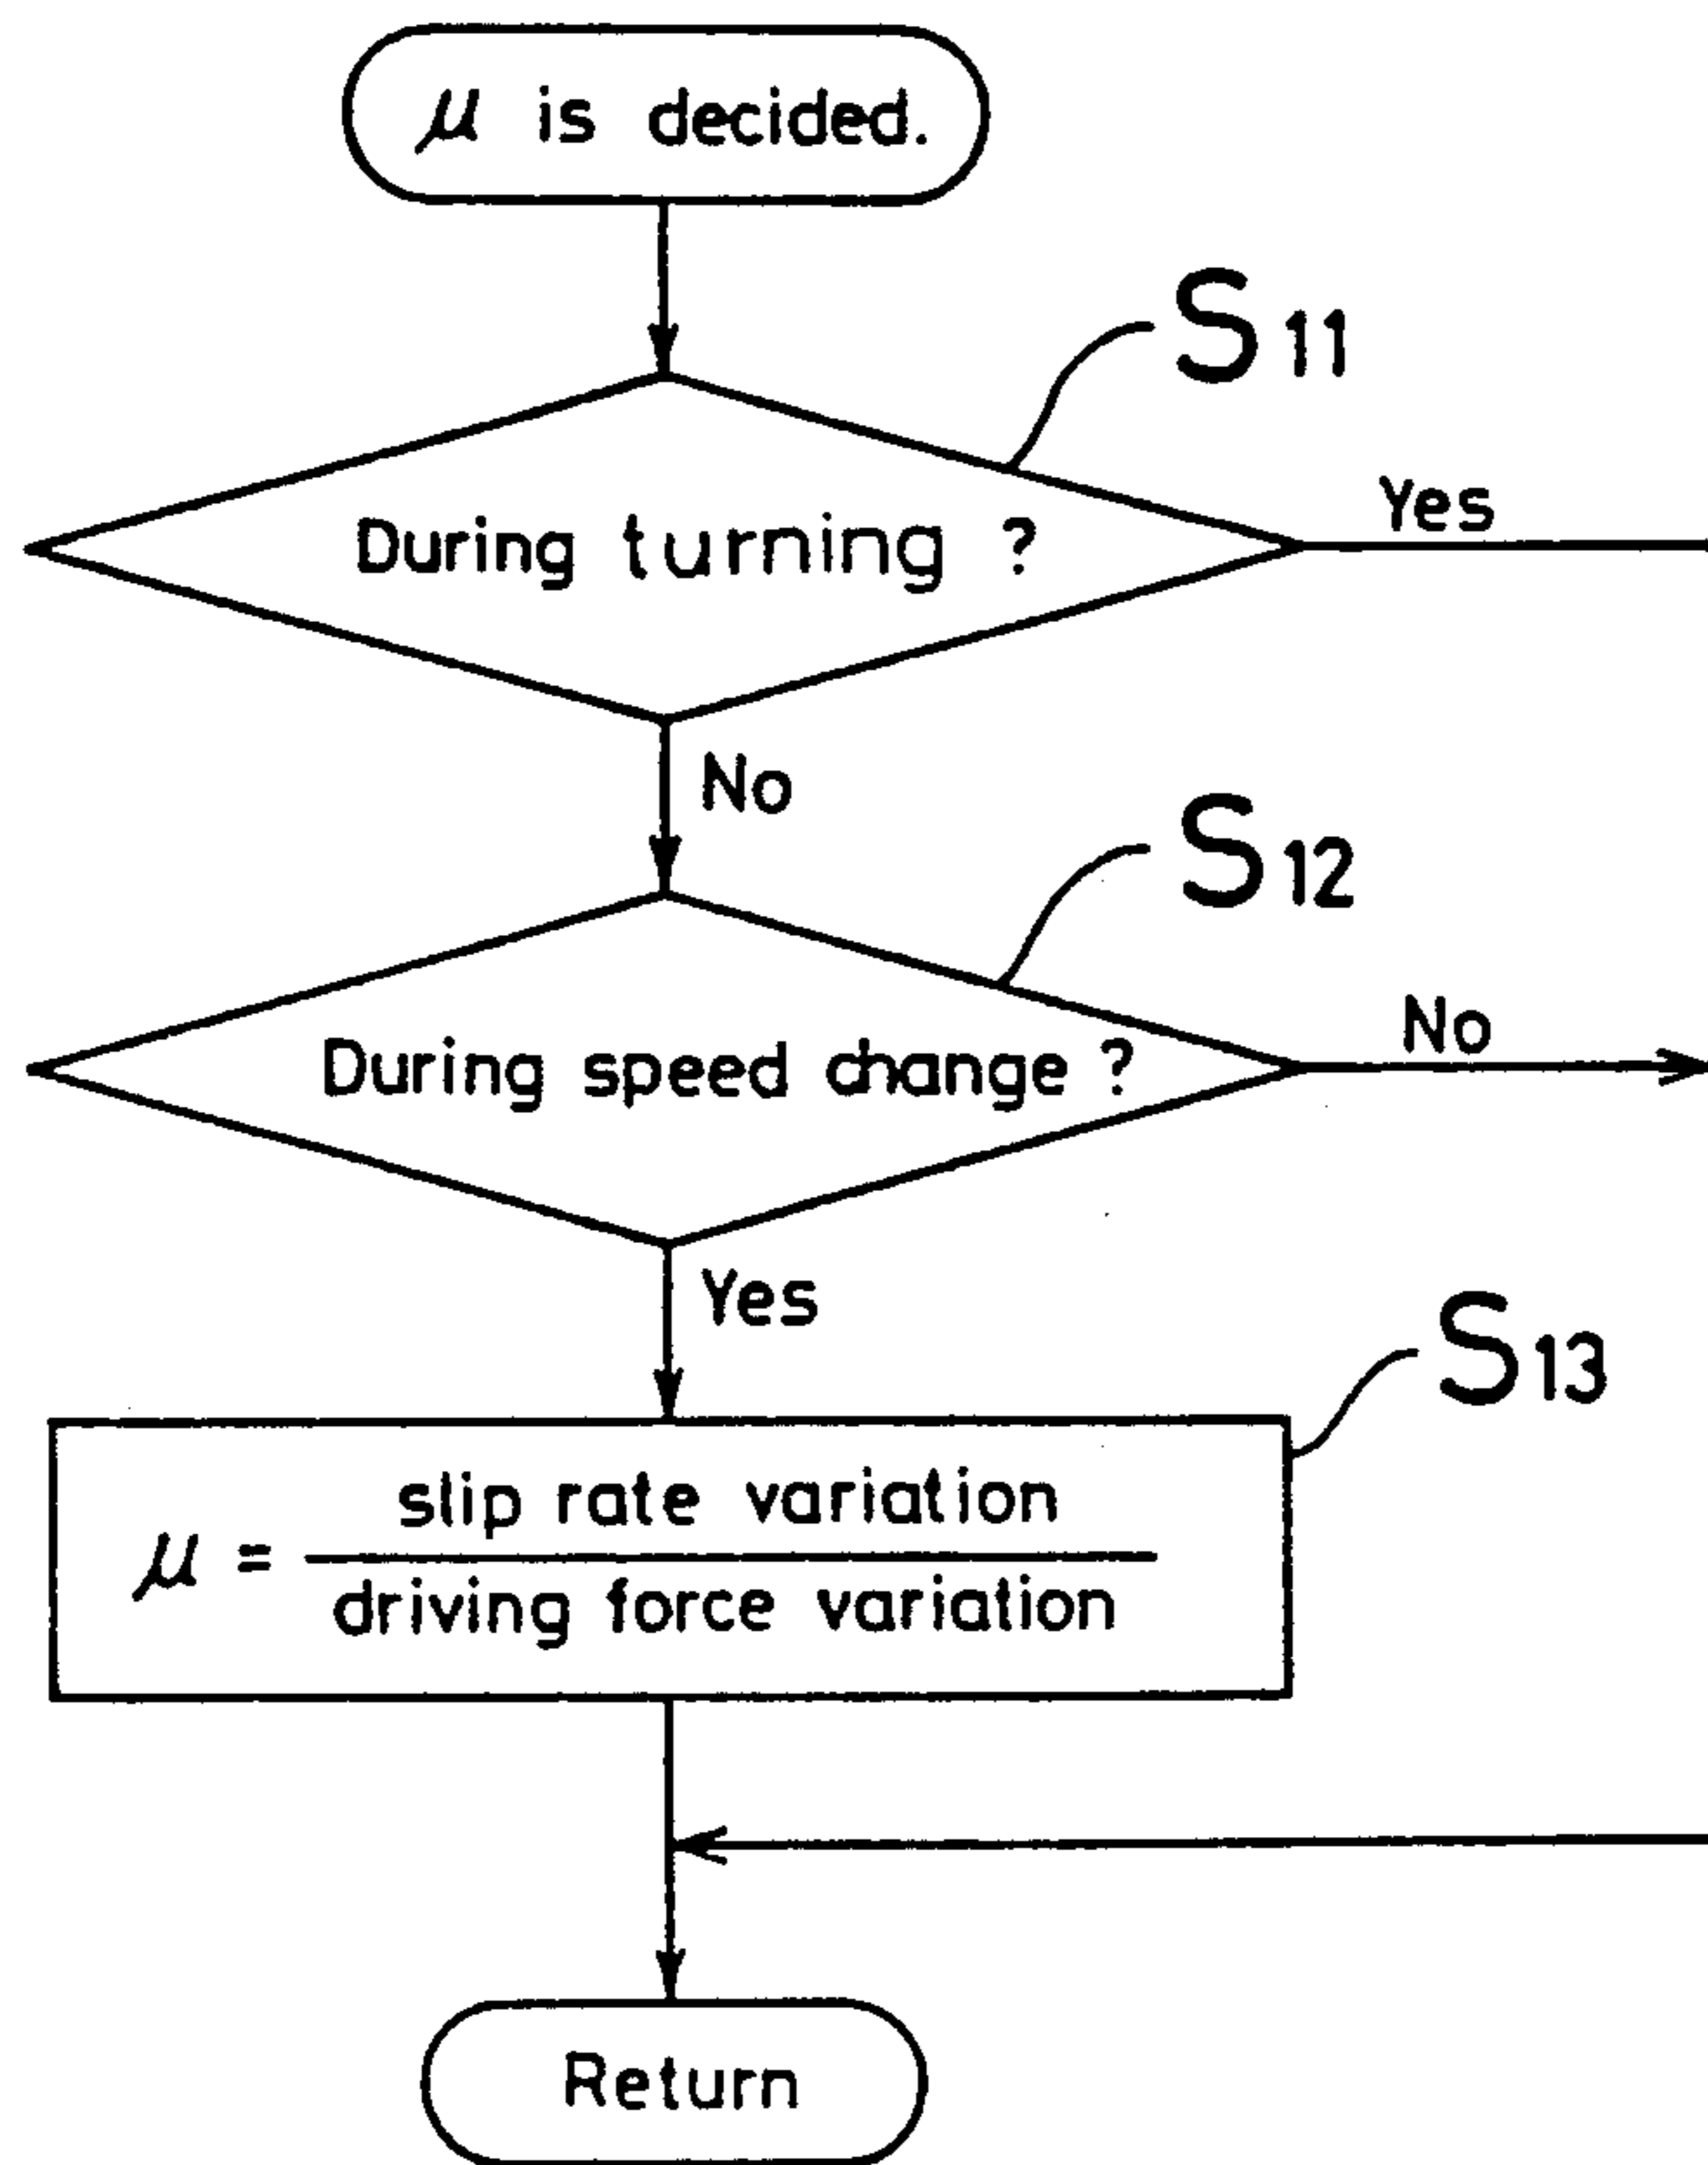 μ is decided.
S11
During turning ?
Yes
No
S12
During speed change ?
No
Yes
S13
slip rate variation
μ =
driving force variation
Return